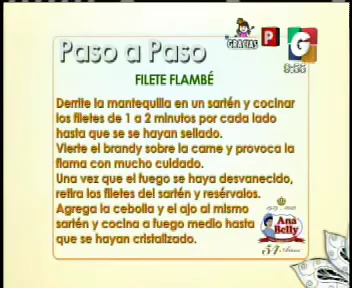 Paso a Paso
GRACIAS
P
G
FILETE FLAMBÉ
Derrite la mantequilla en un sartén y cocinar
los filetes de 1 a 2 minutos por cada lado
hasta que se se hayan sellado.
Vierte el brandy sobre la carne y provoca la
flama con mucho cuidado.
Una vez que el fuego se haya desvanecido,
retira los filetes del sartén y resérvalos.
Agrega la cebolla y el ajo al mismo
sartén y cocina a fuego medio hasta
que se hayan cristalizado.
Ana
Belly
54 Años